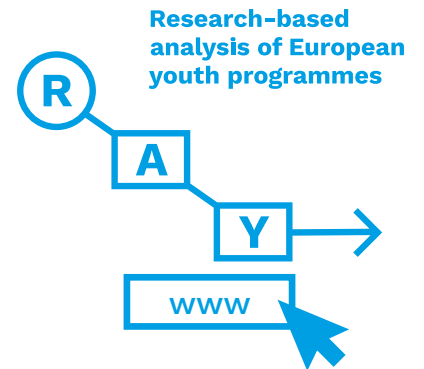 Research-based
analysis of European
youth programmes
R
A
Y
www